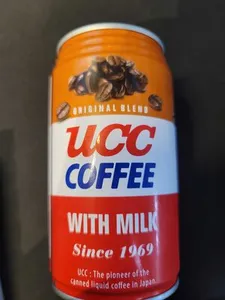 ORIGINAL BLEND
UCC
COFFEE
WITH MILK
Since 1969
UCC : The pioneer of the
canned liquid coffee in Japan.